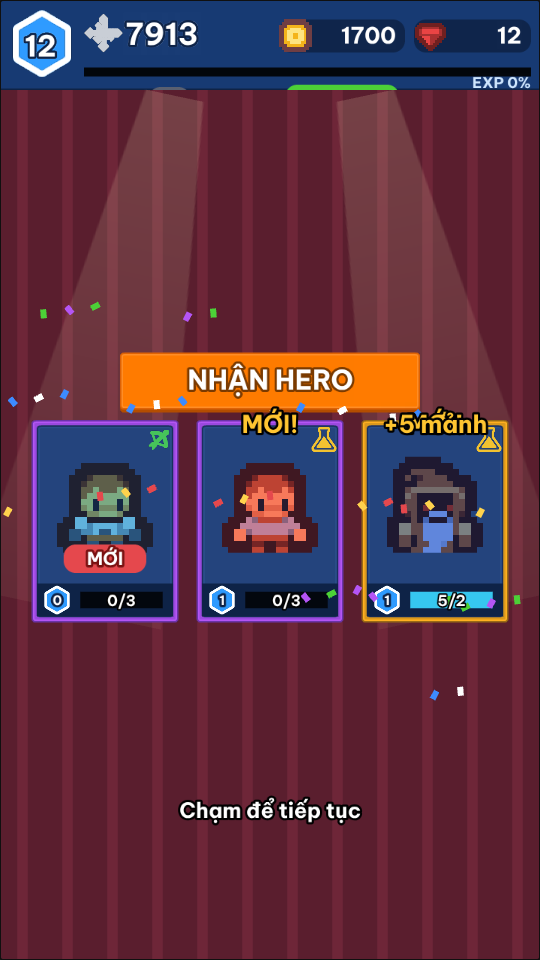 12
7913
1700
12
EXP 0%
NHẬN HERO
MỚI!
+5 mảnh
MỚI
0
0/3
1
0/3
1
5/2
Chạm để tiếp tục